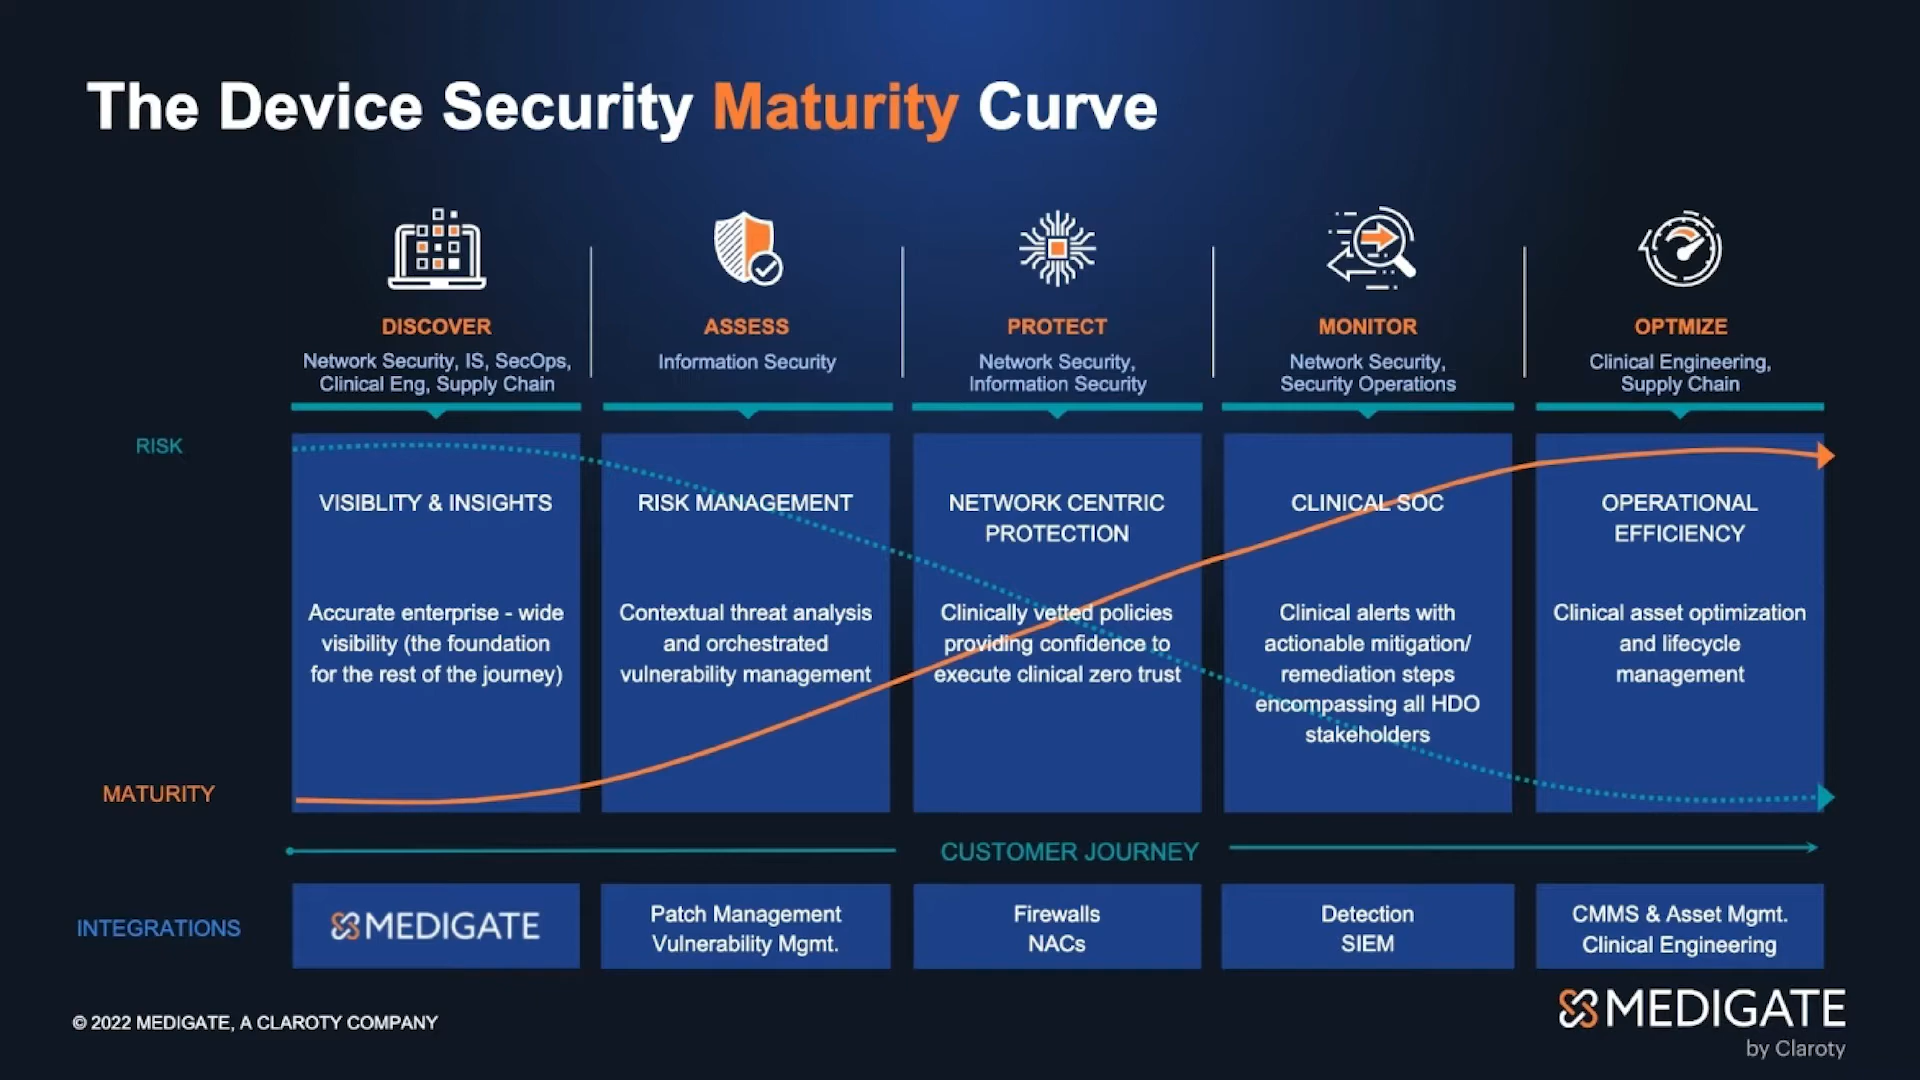 The Device Security Maturity Curve
DISCOVER
Network Security, IS, SecOps,
Clinical Eng, Supply Chain
ASSESS
Information Security
PROTECT
Network Security,
Information Security
MONITOR
Network Security,
Security Operations
OPTMIZE
Clinical Engineering,
Supply Chain
RISK
MATURITY
VISIBLITY & INSIGHTS
Accurate enterprise - wide
visibility (the foundation
for the rest of the journey)
RISK MANAGEMENT
Contextual threat analysis
and orchestrated
vulnerability management
NETWORK CENTRIC
PROTECTION
Clinically vetted policies
providing confidence to
execute clinical zero trust
CLINICAL SOC
Clinical alerts with
actionable mitigation/
remediation steps
encompassing all HDO
stakeholders
OPERATIONAL
EFFICIENCY
Clinical asset optimization
and lifecycle
management
CUSTOMER JOURNEY
INTEGRATIONS
MEDIGATE
Patch Management
Vulnerability Mgmt.
Firewalls
NACs
Detection
SIEM
CMMS & Asset Mgmt.
Clinical Engineering
© 2022 MEDIGATE, A CLAROTY COMPANY
MEDIGATE
by Claroty